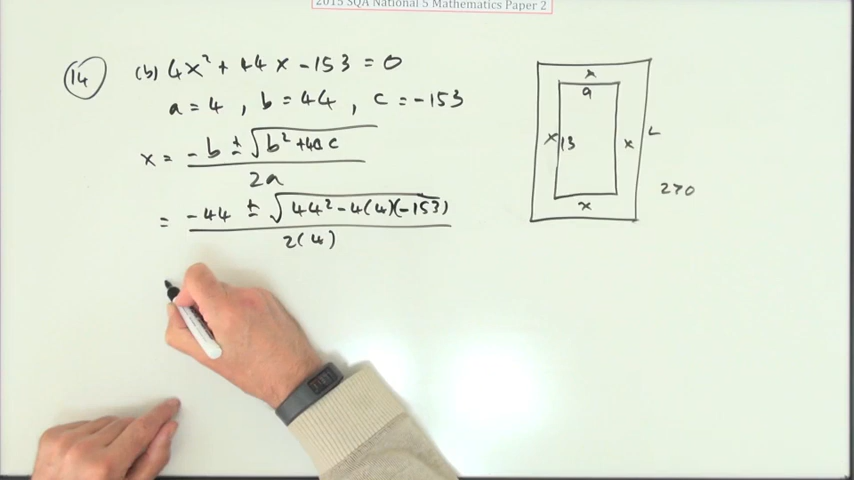 2015 SQA National 5 Mathematics Paper 2
14 (b) 4x² + 44x - 153 = 0
a = 4 , b = 44 , c = -153
x = -b ± √b² +4ac
2a
= -44 ± √44² - 4(4)(-153)
2(4)
x
9
x 13 x L
x
270